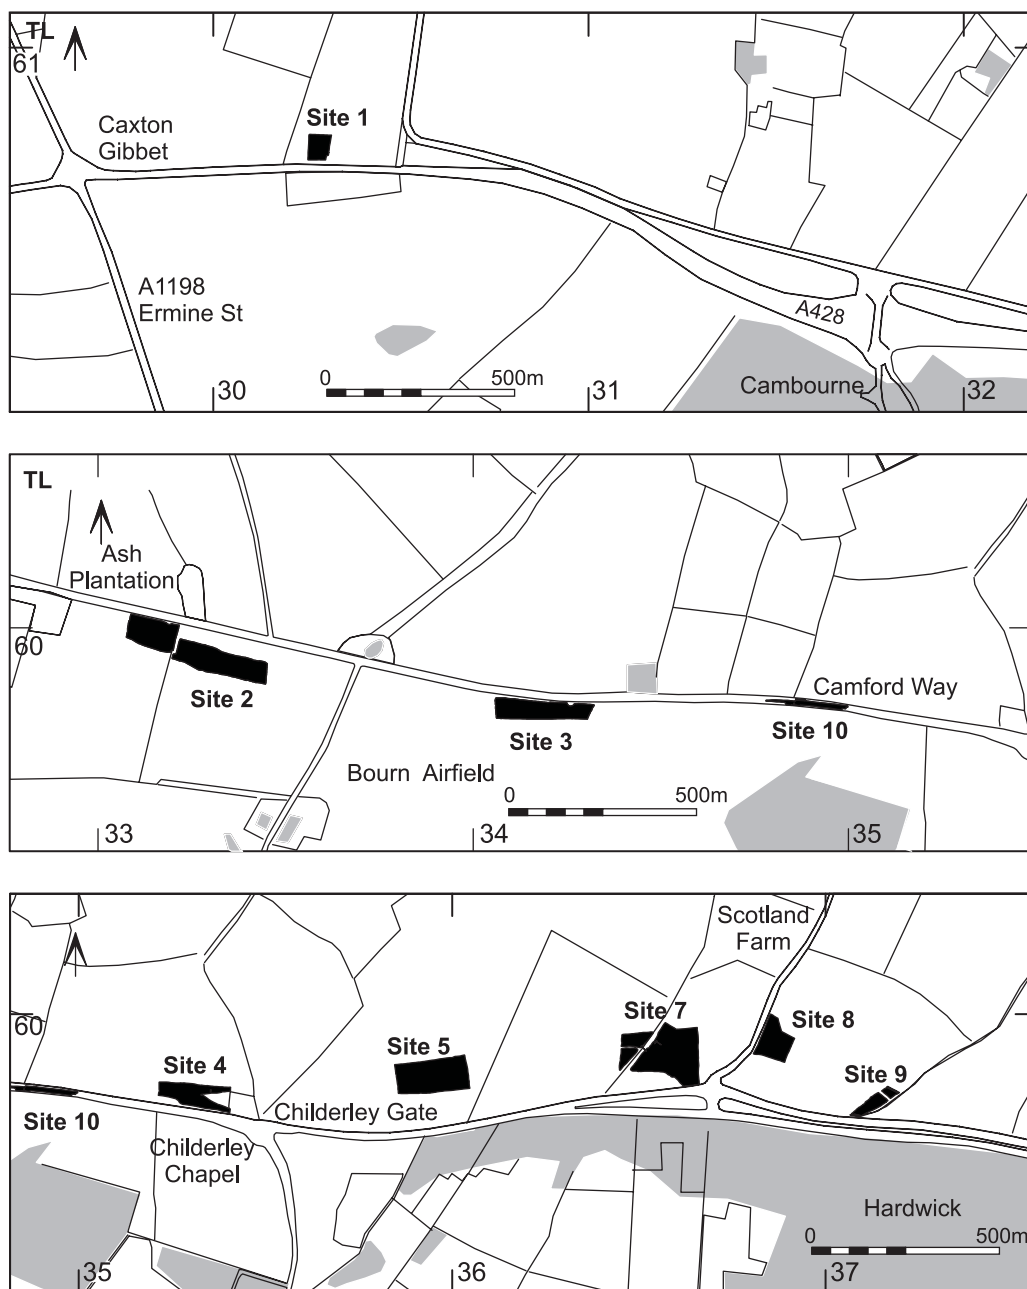 TL
61
Caxton
Gibbet
Site 1
A1198
Ermine St
A428
0 500m
Cambourne
30 31 32
TL
Ash
Plantation
60
Site 2
Site 3
Camford Way
Site 10
Bourn Airfield
0 500m
33 34 35
Scotland
Farm
60
Site 7
Site 8
Site 5
Site 4
Site 9
Site 10
Childerley Gate
Childerley
Chapel
Hardwick
0 500m
35 36 37